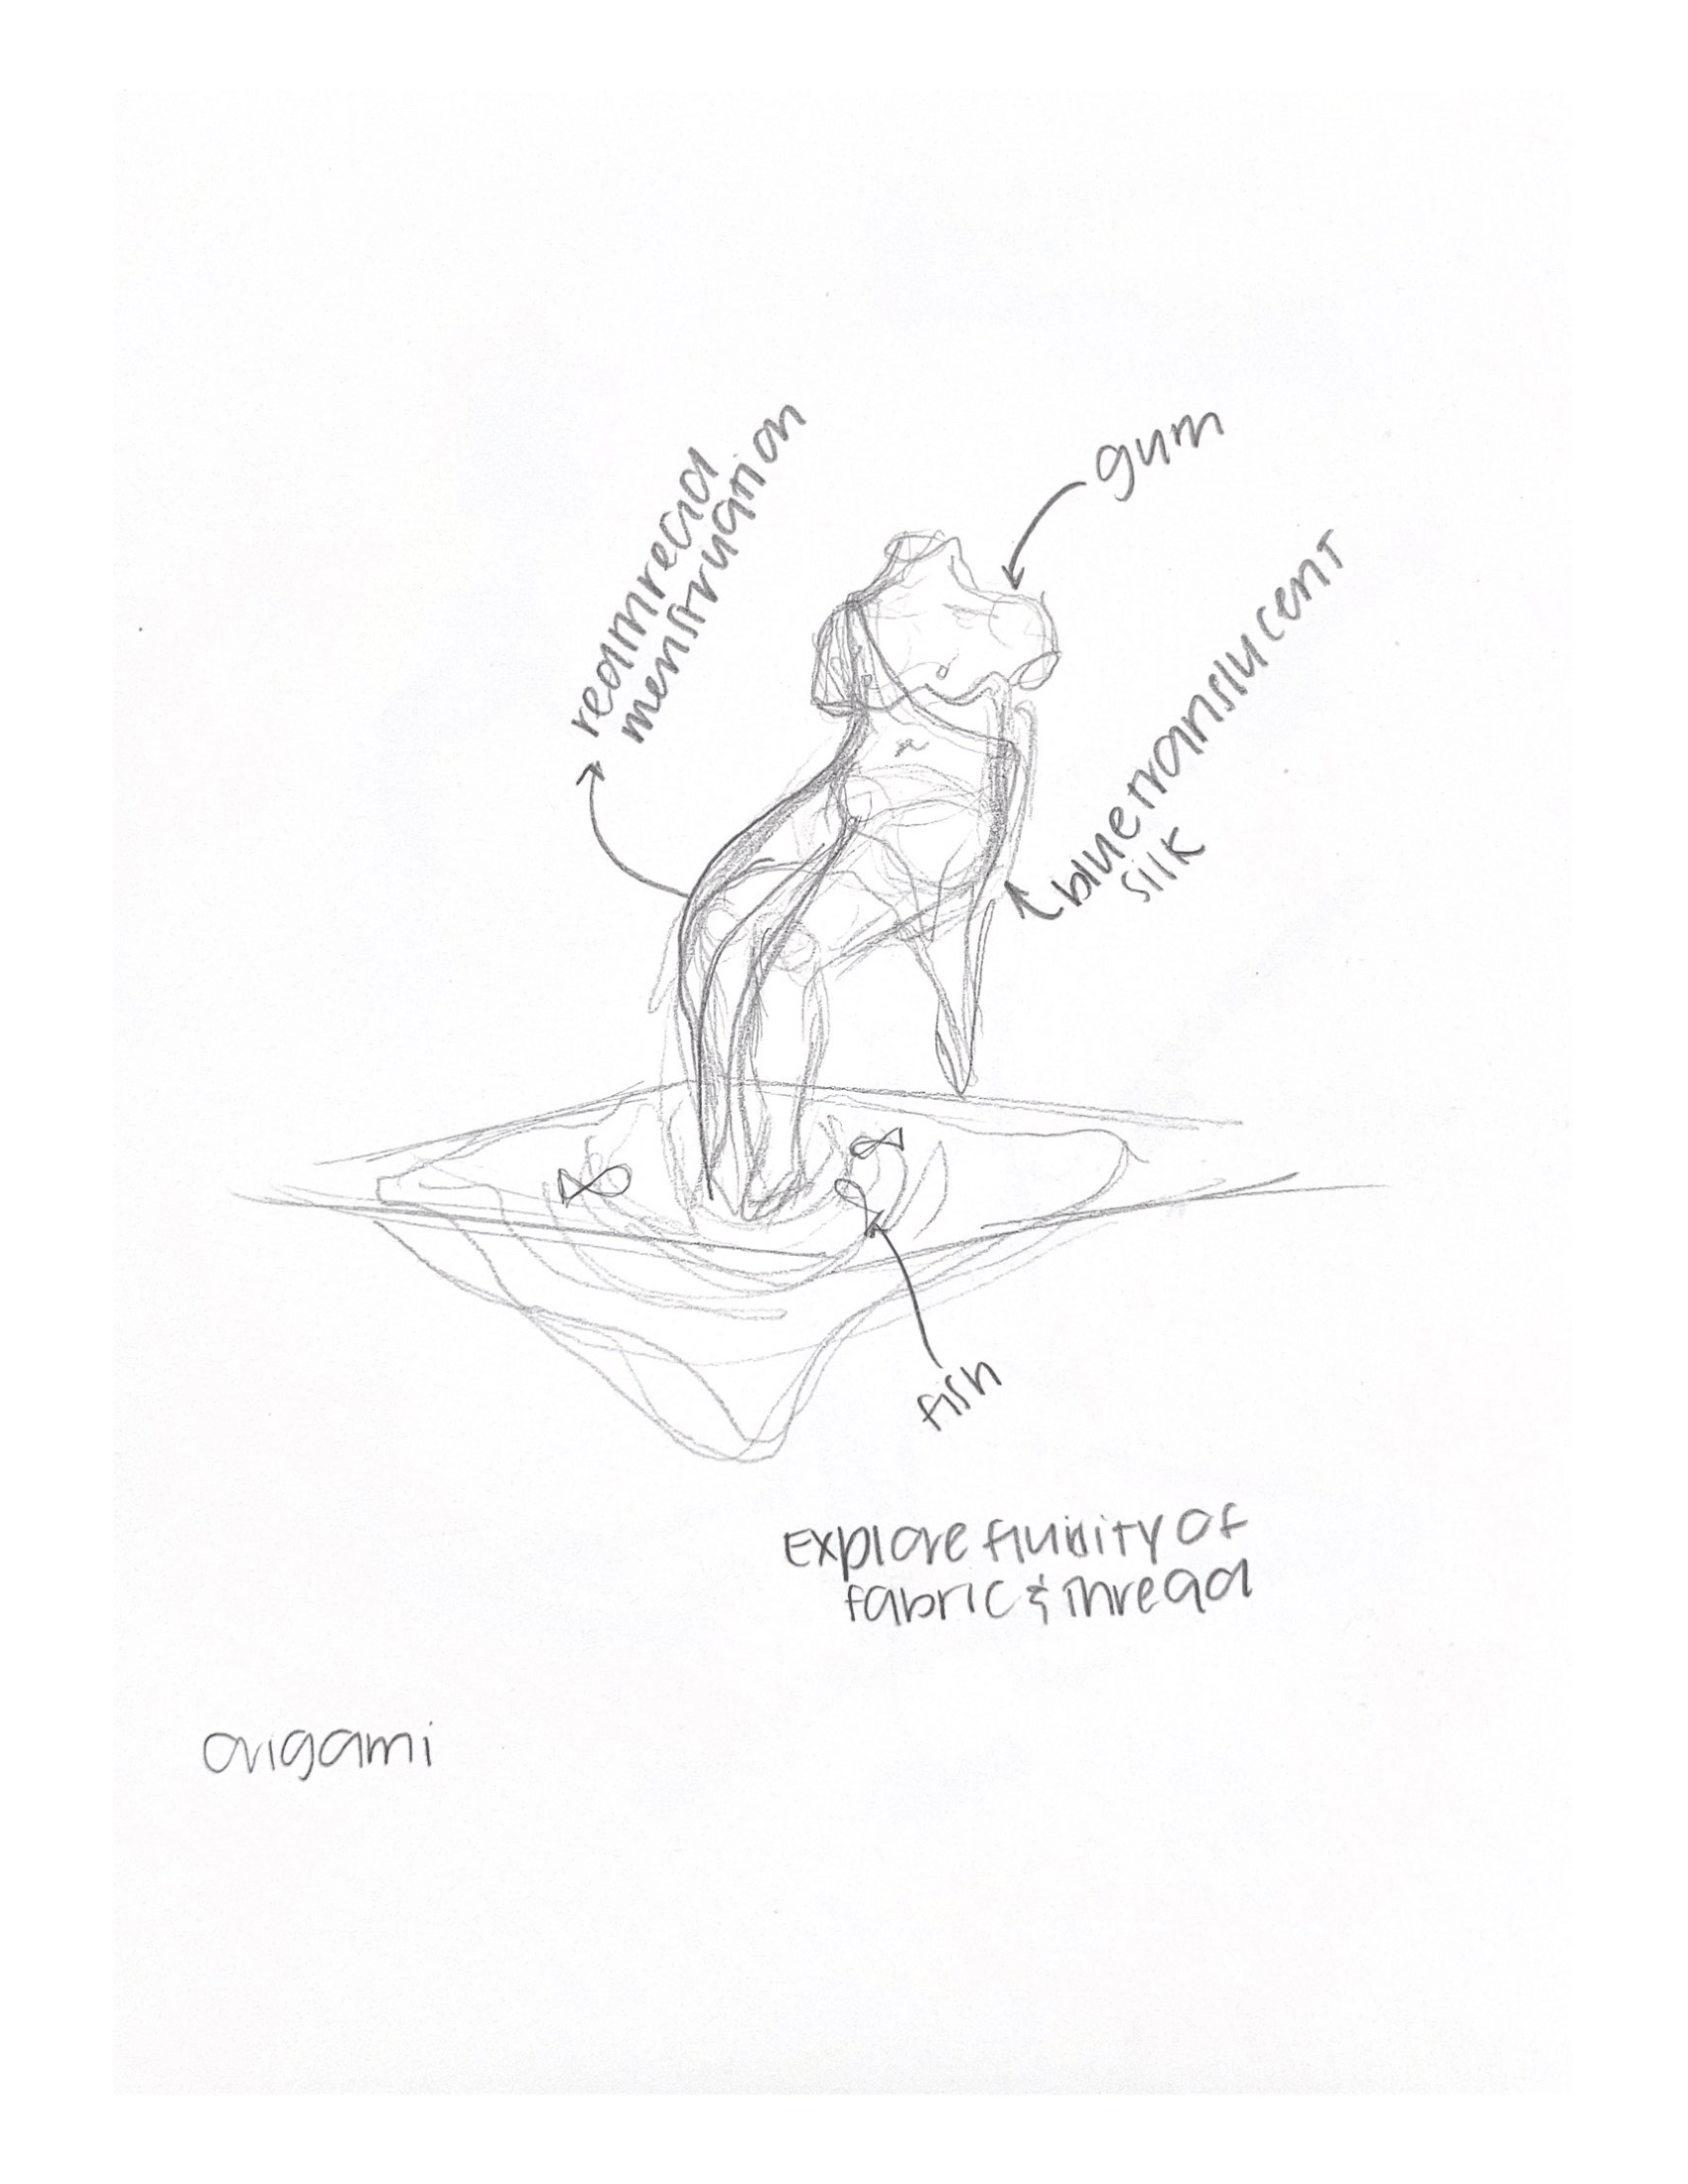 gum
red thread
menstruation
blue translucent
silk
fish
Explore fluidity of
fabric & thread
origami